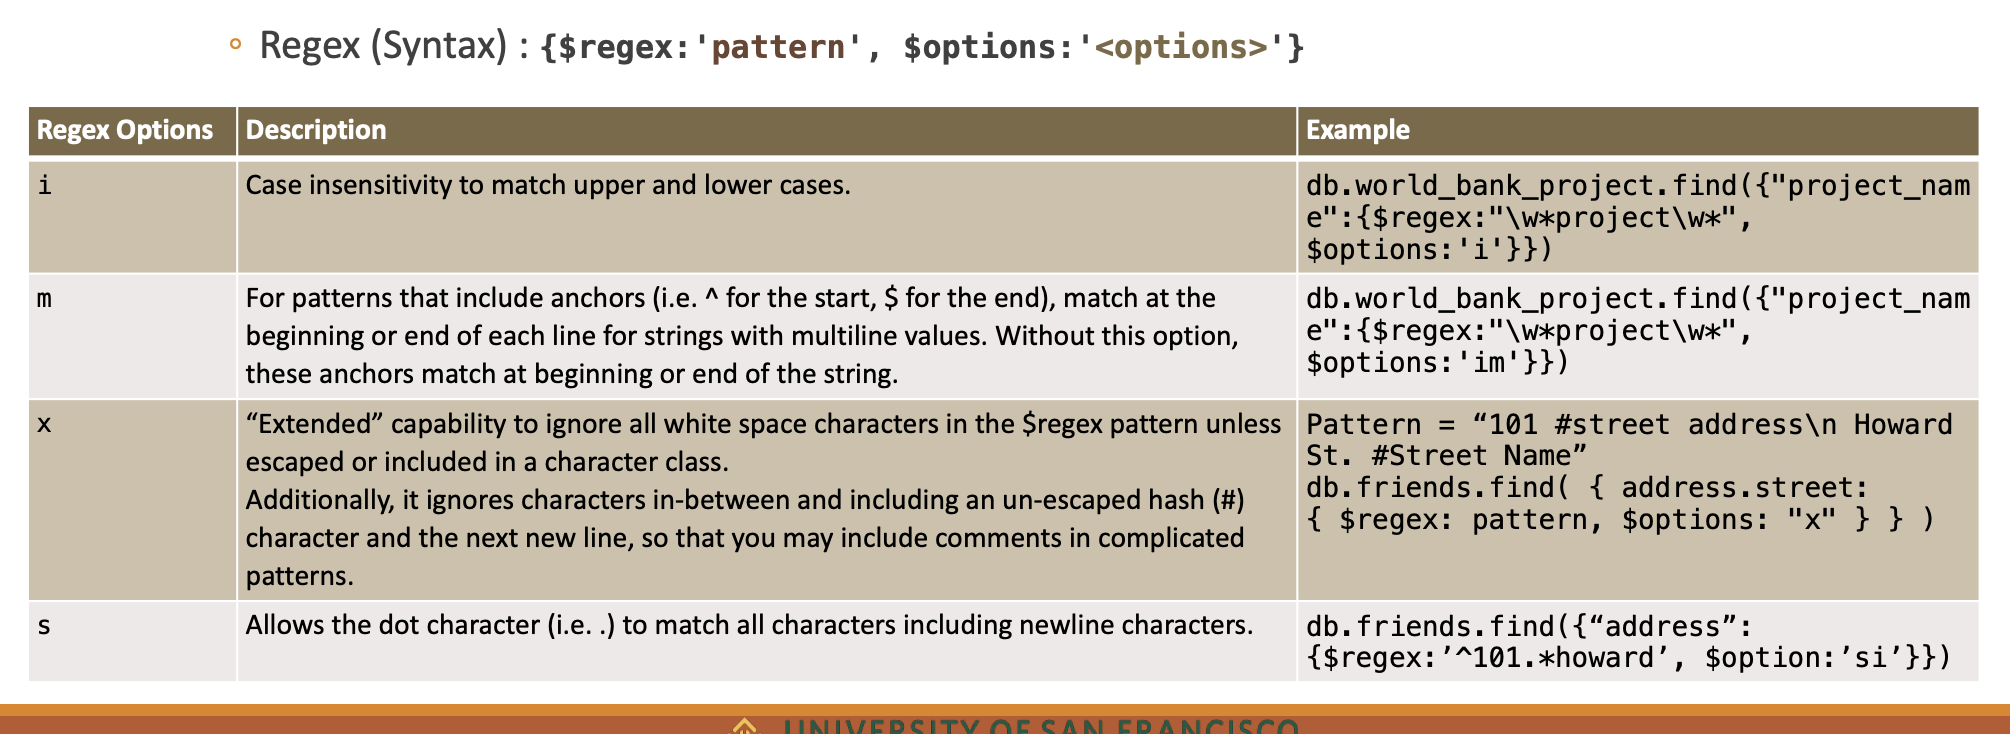 Regex (Syntax) : {$regex:'pattern', $options:'<options>'}
Regex Options
Description
Example
i
Case insensitivity to match upper and lower cases.
db.world_bank_project.find({"project_nam
e":{$regex:"\w*project\w*",
$options:'i'}})
m
For patterns that include anchors (i.e. ^ for the start, $ for the end), match at the
beginning or end of each line for strings with multiline values. Without this option,
these anchors match at beginning or end of the string.
db.world_bank_project.find({"project_nam
e":{$regex:"\w*project\w*",
$options:'im'}})
x
“Extended” capability to ignore all white space characters in the $regex pattern unless
escaped or included in a character class.
Additionally, it ignores characters in-between and including an un-escaped hash (#)
character and the next new line, so that you may include comments in complicated
patterns.
Pattern = “101 #street address\n Howard
St. #Street Name”
db.friends.find( { address.street:
{ $regex: pattern, $options: "x" } } )
s
Allows the dot character (i.e. .) to match all characters including newline characters.
db.friends.find({“address”:
{$regex:’^101.*howard’, $option:’si’}})
UNIVERSITY OF SAN FRANCISCO